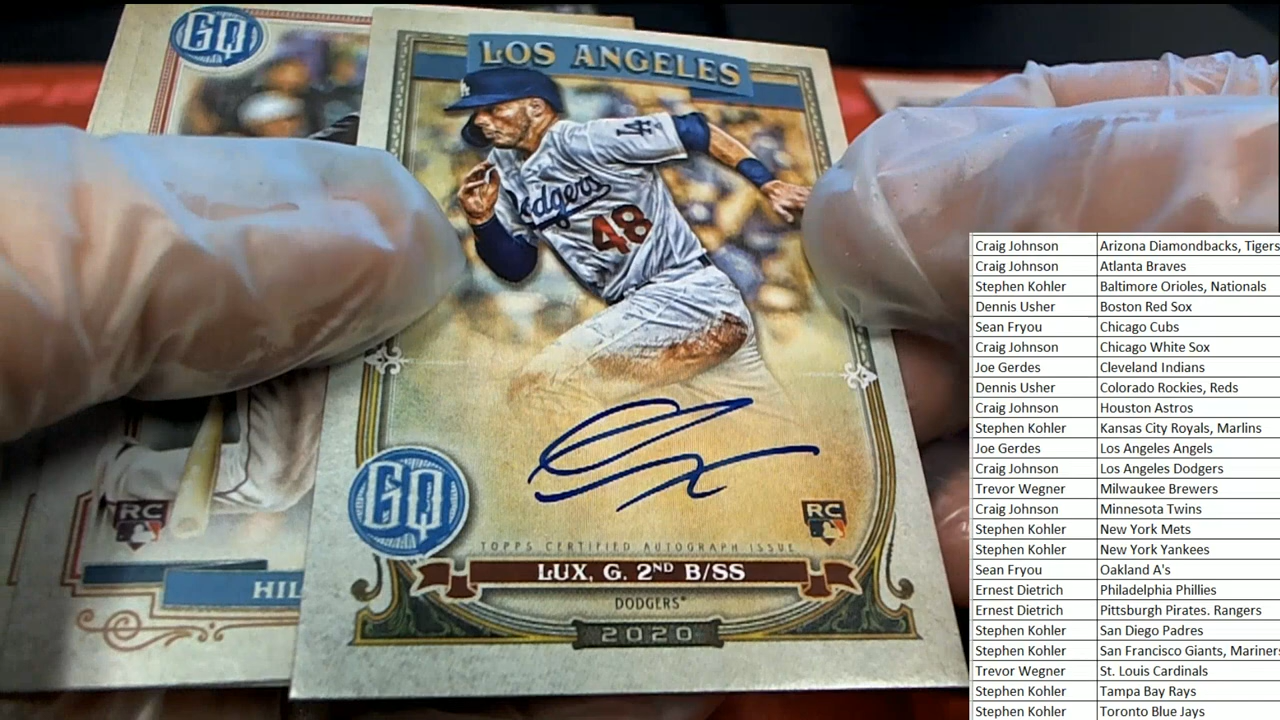 GQ
LOS ANGELES
LA
LA
Dodgers
48
GQ
RC
TOPPS CERTIFIED AUTOGRAPH ISSUE
LUX, G. 2ND B/SS
DODGERS
2020
RC
HIL
Craig Johnson Arizona Diamondbacks, Tigers
Craig Johnson Atlanta Braves
Stephen Kohler Baltimore Orioles, Nationals
Dennis Usher Boston Red Sox
Sean Fryou Chicago Cubs
Craig Johnson Chicago White Sox
Joe Gerdes Cleveland Indians
Dennis Usher Colorado Rockies, Reds
Craig Johnson Houston Astros
Stephen Kohler Kansas City Royals, Marlins
Joe Gerdes Los Angeles Angels
Craig Johnson Los Angeles Dodgers
Trevor Wegner Milwaukee Brewers
Craig Johnson Minnesota Twins
Stephen Kohler New York Mets
Stephen Kohler New York Yankees
Sean Fryou Oakland A's
Ernest Dietrich Philadelphia Phillies
Ernest Dietrich Pittsburgh Pirates. Rangers
Stephen Kohler San Diego Padres
Stephen Kohler San Francisco Giants, Mariners
Trevor Wegner St. Louis Cardinals
Stephen Kohler Tampa Bay Rays
Stephen Kohler Toronto Blue Jays